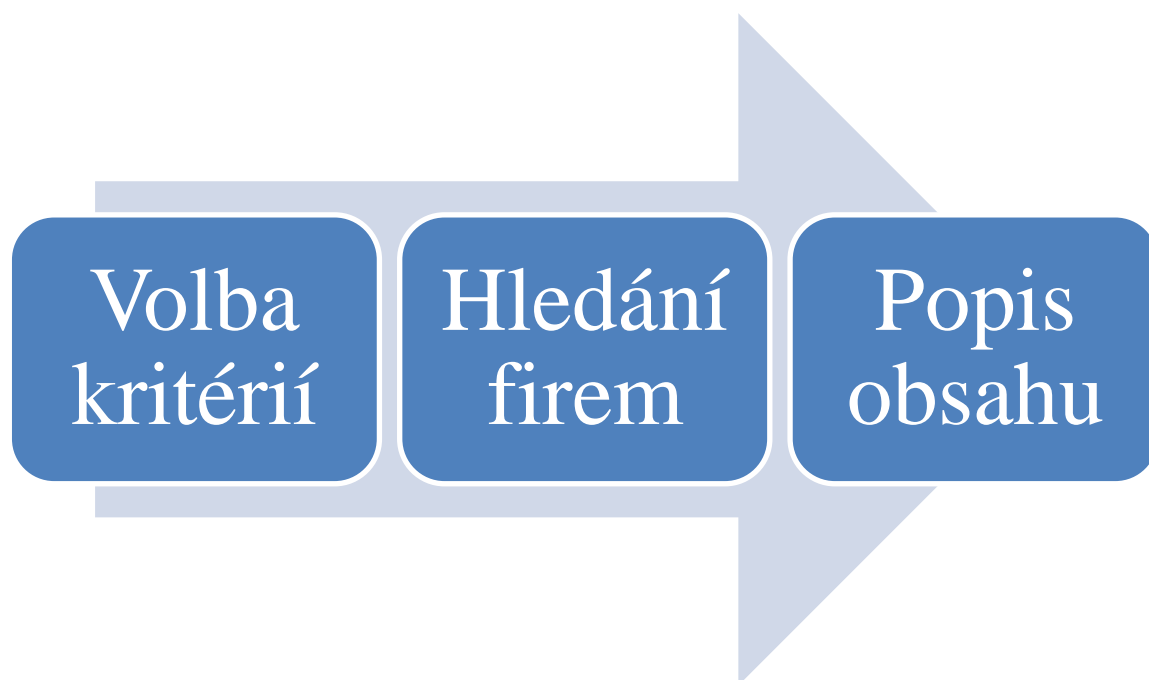 Volba
kritérií
Hledání
firem
Popis
obsahu